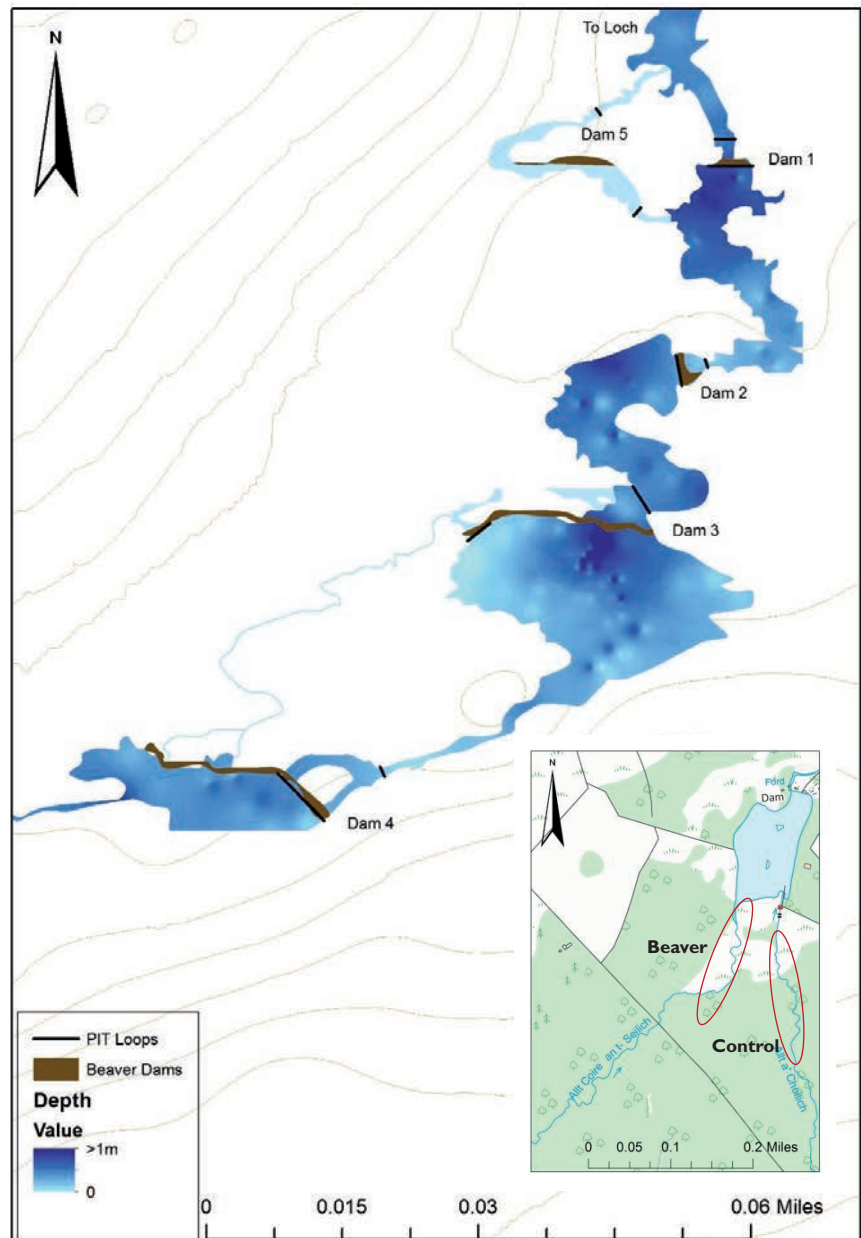 N
To Loch
Dam 5
Dam 1
Dam 2
Dam 3
Dam 4
PIT Loops
Beaver Dams
Depth
Value
>1m
0
0 0.015 0.03 0.06 Miles
N
Ford
Dam
Beaver
Control
Allt Coire an t- Seilich
Allt a' Choilich
0 0.05 0.1 0.2 Miles